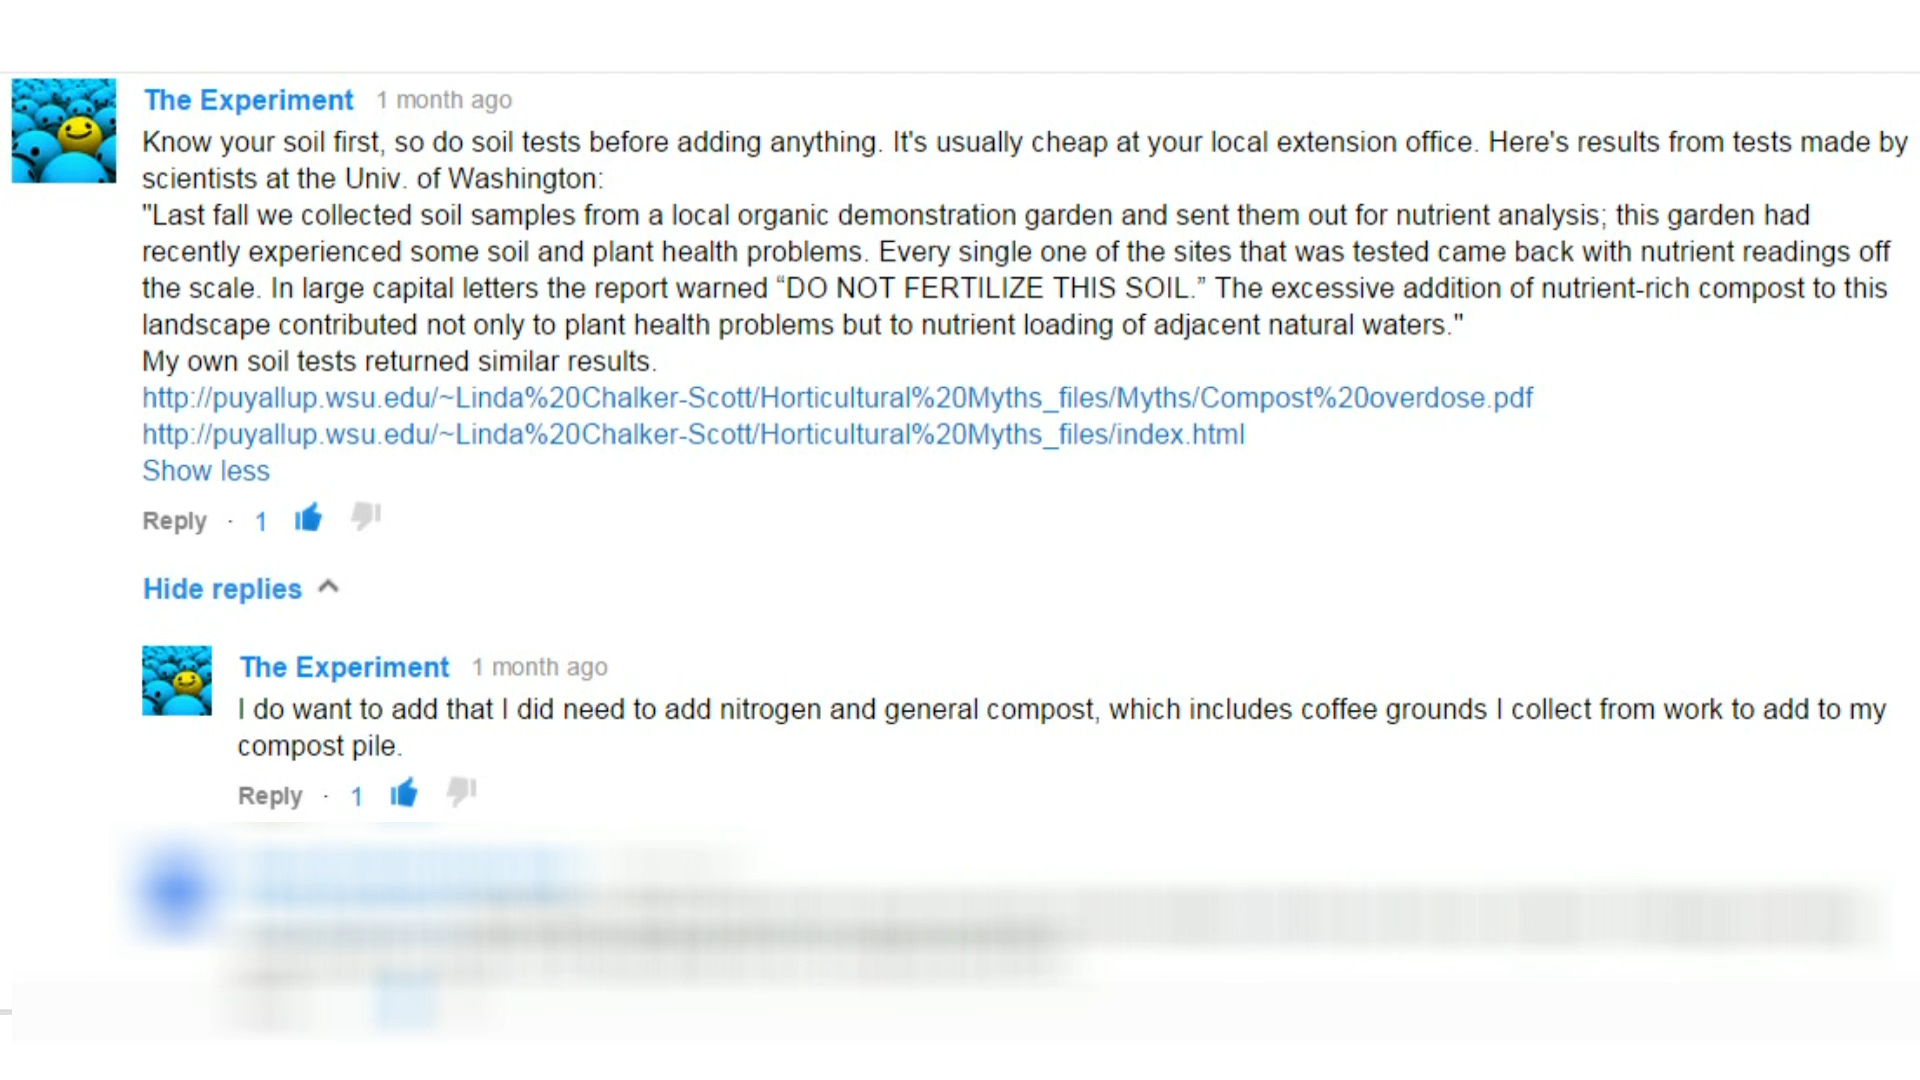 The Experiment 1 month ago
Know your soil first, so do soil tests before adding anything. It's usually cheap at your local extension office. Here's results from tests made by
scientists at the Univ. of Washington:
"Last fall we collected soil samples from a local organic demonstration garden and sent them out for nutrient analysis; this garden had
recently experienced some soil and plant health problems. Every single one of the sites that was tested came back with nutrient readings off
the scale. In large capital letters the report warned “DO NOT FERTILIZE THIS SOIL.” The excessive addition of nutrient-rich compost to this
landscape contributed not only to plant health problems but to nutrient loading of adjacent natural waters."
My own soil tests returned similar results.
http://puyallup.wsu.edu/~Linda%20Chalker-Scott/Horticultural%20Myths_files/Myths/Compost%20overdose.pdf
http://puyallup.wsu.edu/~Linda%20Chalker-Scott/Horticultural%20Myths_files/index.html
Show less
Reply · 1
Hide replies
The Experiment 1 month ago
I do want to add that I did need to add nitrogen and general compost, which includes coffee grounds I collect from work to add to my
compost pile.
Reply · 1